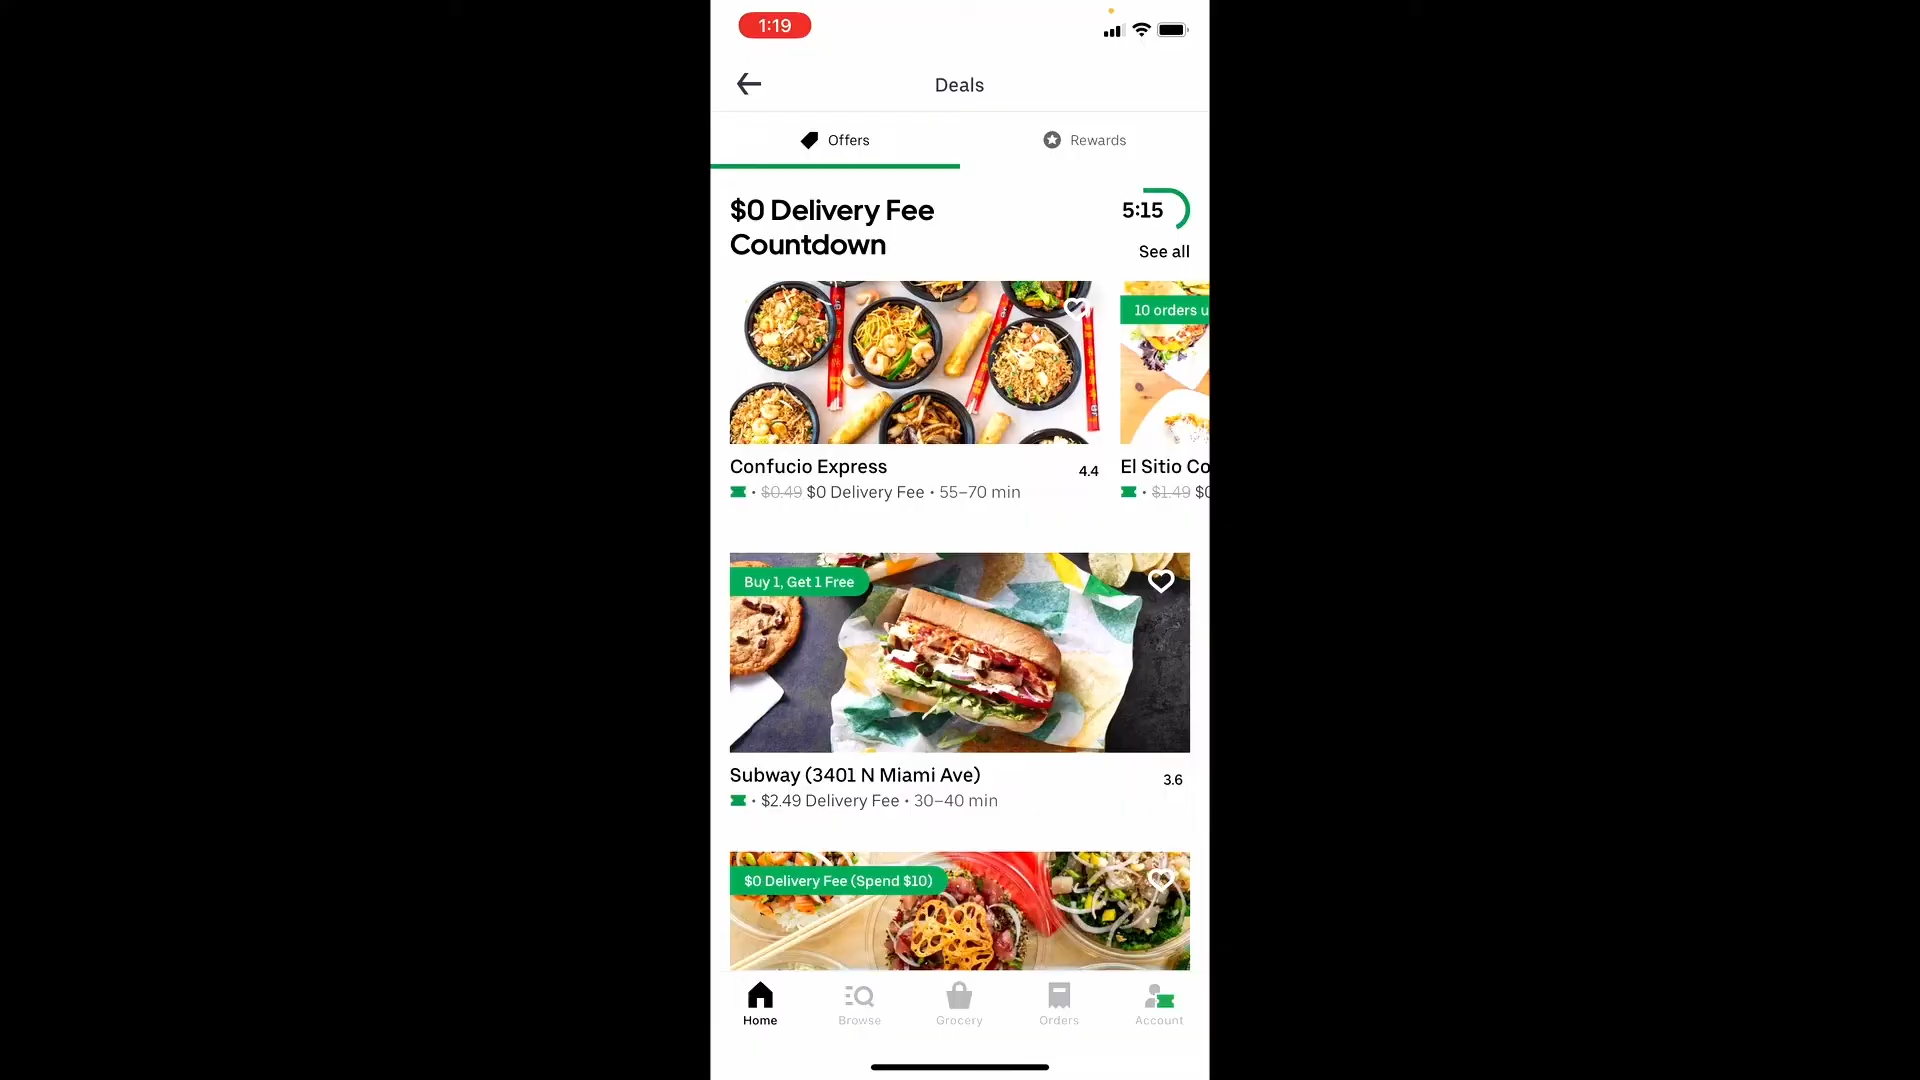 1:19
Deals
Offers
Rewards
$0 Delivery Fee
Countdown
5:15
See all
10 orders u
Confucio Express
4.4
$0.49 $0 Delivery Fee • 55–70 min
El Sitio Co
$1.49 $0
Buy 1, Get 1 Free
Subway (3401 N Miami Ave)
3.6
$2.49 Delivery Fee • 30–40 min
$0 Delivery Fee (Spend $10)
Home
Browse
Grocery
Orders
Account